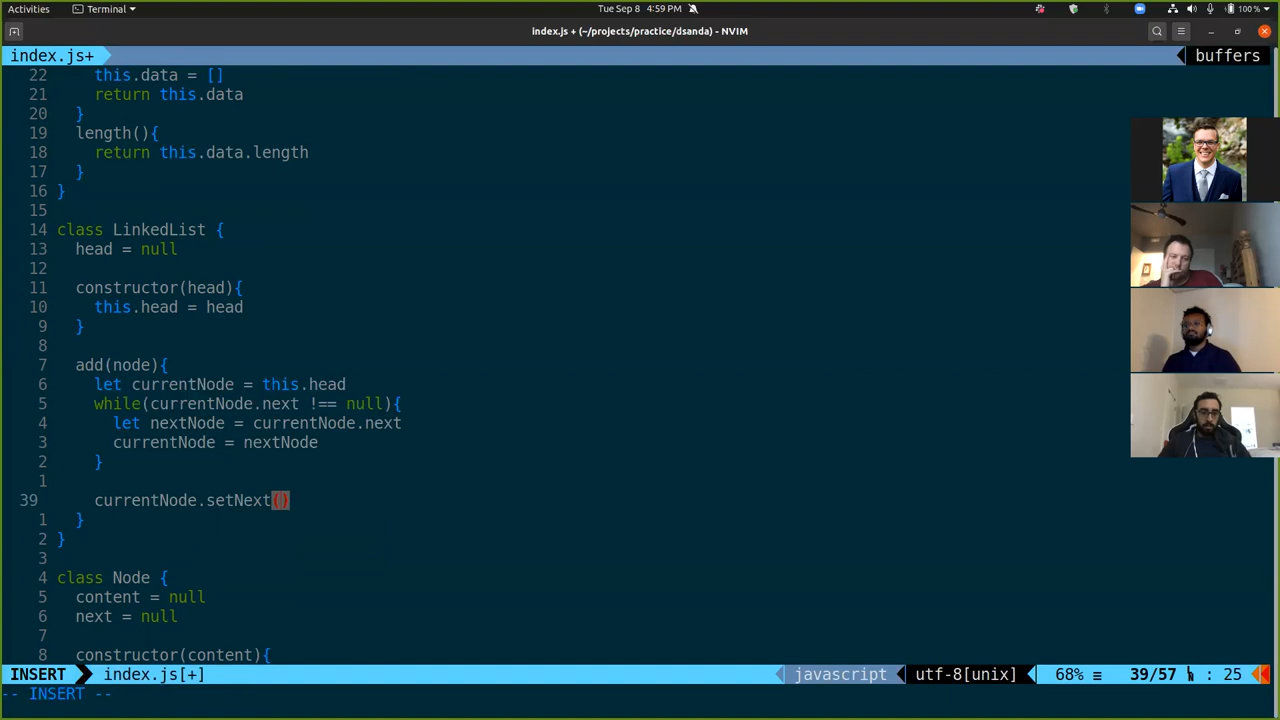 Activities Terminal Tue Sep 8 4:59 PM 100 %
index.js + (~/projects/practice/dsanda) - NVIM
index.js+ buffers
22 this.data = []
21 return this.data
20 }
19 length(){
18 return this.data.length
17 }
16 }
15
14 class LinkedList {
13 head = null
12
11 constructor(head){
10 this.head = head
9 }
8
7 add(node){
6 let currentNode = this.head
5 while(currentNode.next !== null){
4 let nextNode = currentNode.next
3 currentNode = nextNode
2 }
1
39 currentNode.setNext()
1 }
2 }
3
4 class Node {
5 content = null
6 next = null
7
8 constructor(content){
INSERT index.js[+] javascript utf-8[unix] 68% 39/57 : 25
-- INSERT --